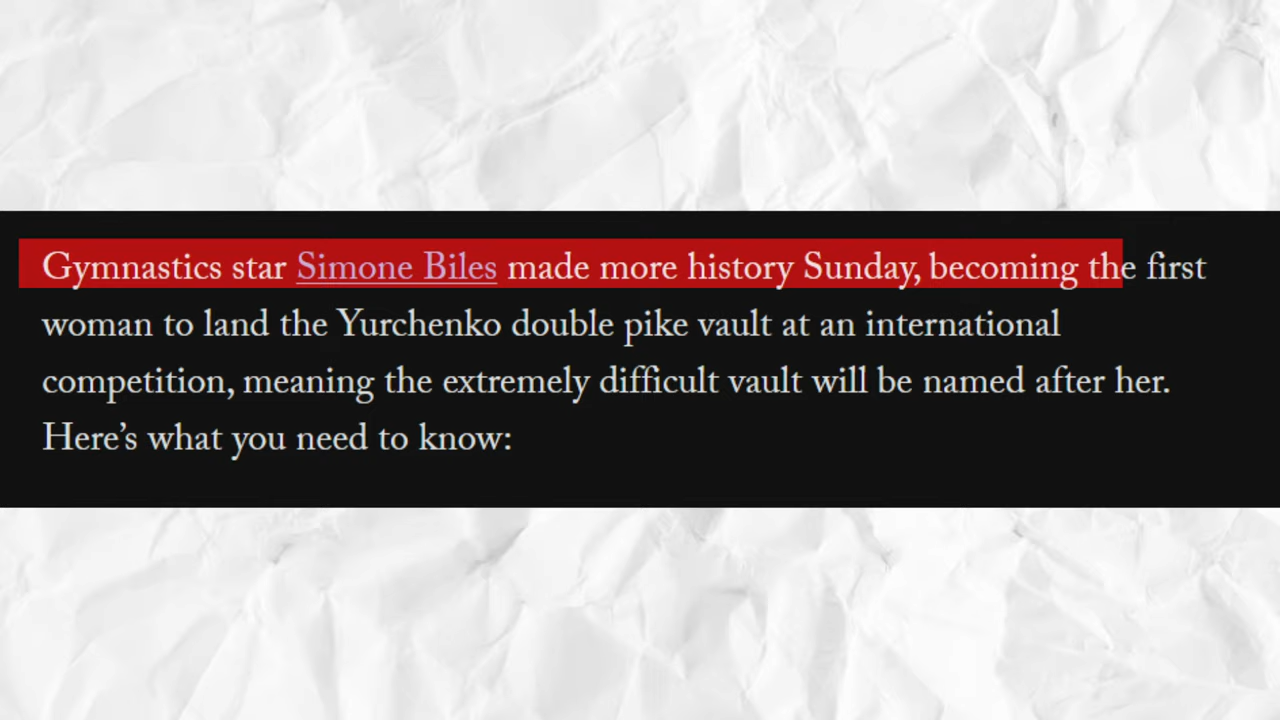 Gymnastics star Simone Biles made more history Sunday, becoming the first
woman to land the Yurchenko double pike vault at an international
competition, meaning the extremely difficult vault will be named after her.
Here’s what you need to know: